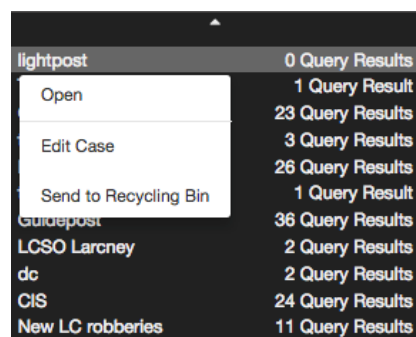 lightpost 0 Query Results
1 Query Result
Open
23 Query Results
Edit Case 3 Query Results
26 Query Results
Send to Recycling Bin 1 Query Result
Guidepost 36 Query Results
LCSO Larcney 2 Query Results
dc 2 Query Results
CIS 24 Query Results
New LC robberies 11 Query Results